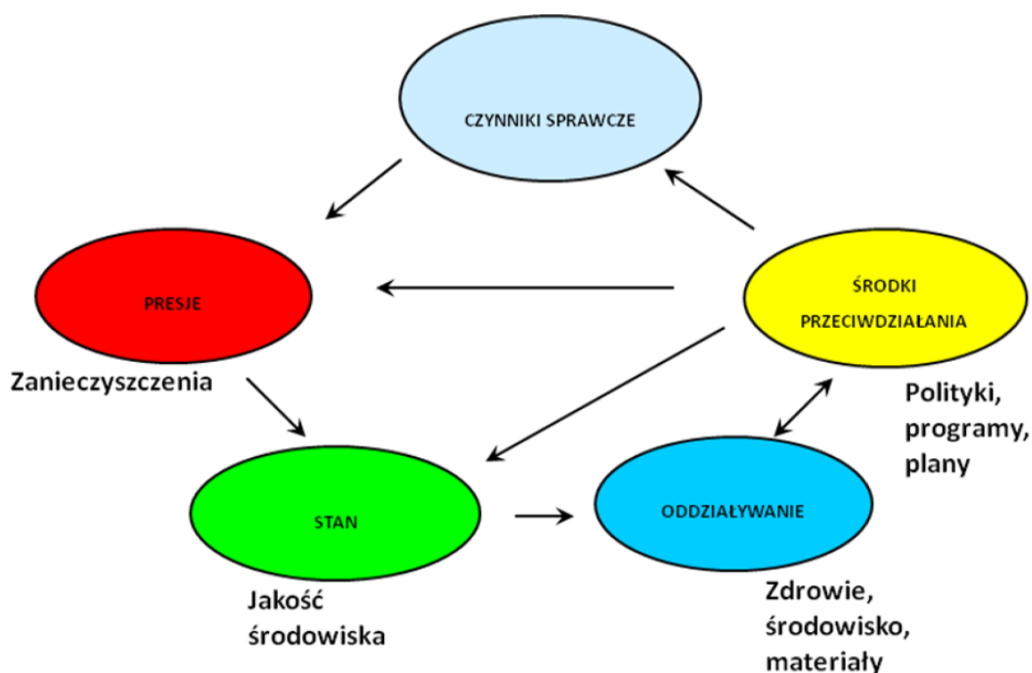 CZYNNIKI SPRAWCZE
PRESJE
Zanieczyszczenia
ŚRODKI
PRZECIWDZIAŁANIA
Polityki,
programy,
plany
STAN
Jakość
środowiska
ODDZIAŁYWANIE
Zdrowie,
środowisko,
materiały